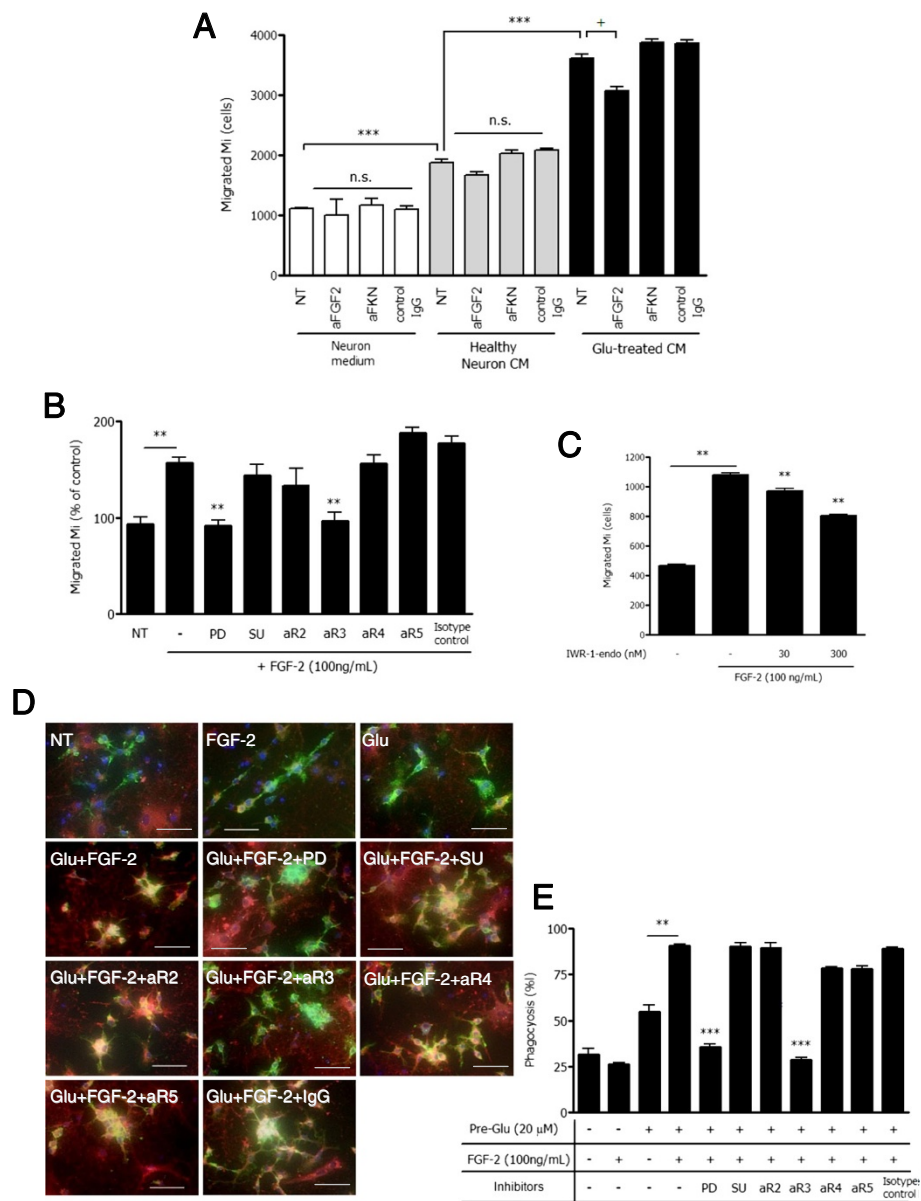 A
***
+
4000
3000
2000
1000
0
Migrated Mi (cells)
***
n.s.
n.s.
NT
aFGF2
aFKN
control IgG
NT
aFGF2
aFKN
control IgG
NT
aFGF2
aFKN
control IgG
Neuron medium
Healthy Neuron CM
Glu-treated CM
B
200
100
0
Migrated Mi (% of control)
**
**
**
NT - PD SU aR2 aR3 aR4 aR5 Isotype control
+ FGF-2 (100ng/mL)
C
1200
1000
800
600
400
200
0
Migrated Mi (cells)
**
**
**
IWR-1-endo (nM) - - 30 300
FGF-2 (100 ng/mL)
D
NT
FGF-2
Glu
Glu+FGF-2
Glu+FGF-2+PD
Glu+FGF-2+SU
Glu+FGF-2+aR2
Glu+FGF-2+aR3
Glu+FGF-2+aR4
Glu+FGF-2+aR5
Glu+FGF-2+IgG
E
100
75
50
25
0
Phagocyosis (%l)
**
***
***
Pre-Glu (20 µM) - - + + + + + + + + +
FGF-2 (100ng/mL) - + - + + + + + + + +
Inhibitors - - - - PD SU aR2 aR3 aR4 aR5 Isotype control